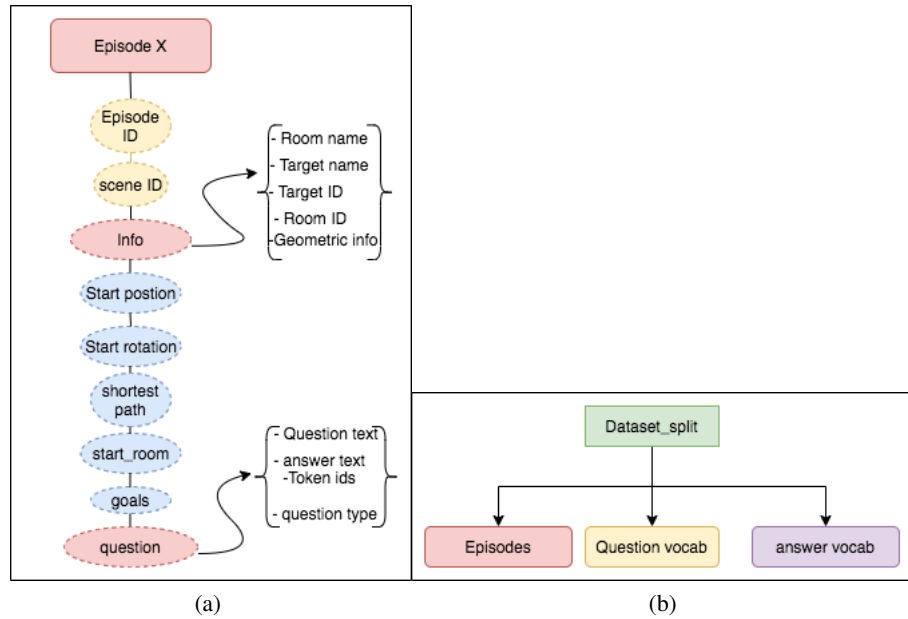 Episode X
Episode
ID
scene ID
Info
- Room name
- Target name
- Target ID
- Room ID
-Geometric info
Start postion
Start rotation
shortest
path
start_room
goals
question
- Question text
- answer text
-Token ids
- question type
(a)
Dataset_split
Episodes
Question vocab
answer vocab
(b)